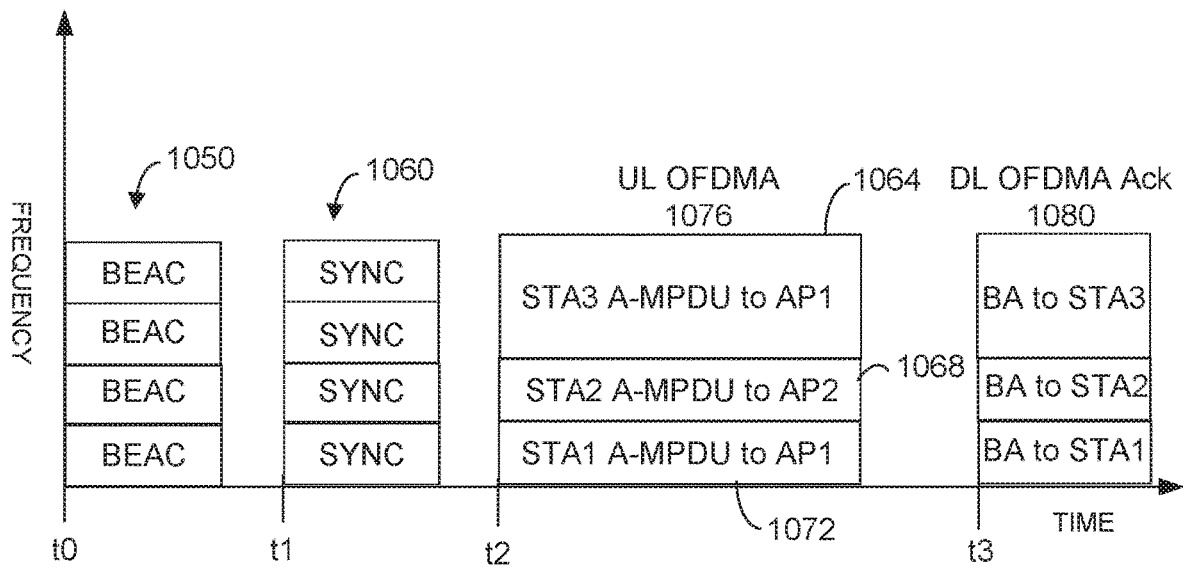 1050
1060
UL OFDMA
1076
1064
DL OFDMA Ack
1080
FREQUENCY
BEAC
SYNC
STA3 A-MPDU to AP1
BA to STA3
BEAC
SYNC
BEAC
SYNC
STA2 A-MPDU to AP2
1068
BA to STA2
BEAC
SYNC
STA1 A-MPDU to AP1
BA to STA1
1072
TIME
t0
t1
t2
t3